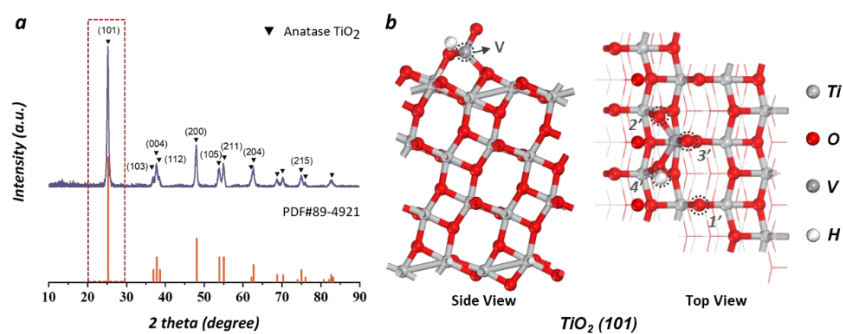 a
Anatase TiO2
(101)
(004)
(103)
(112)
(200)
(105)
(211)
(204)
(215)
PDF#89-4921
Intensity (a.u.)
10 20 30 40 50 60 70 80 90
2 theta (degree)
b
V
2'
3'
4'
1'
Side View
Top View
TiO2 (101)
Ti
O
V
H